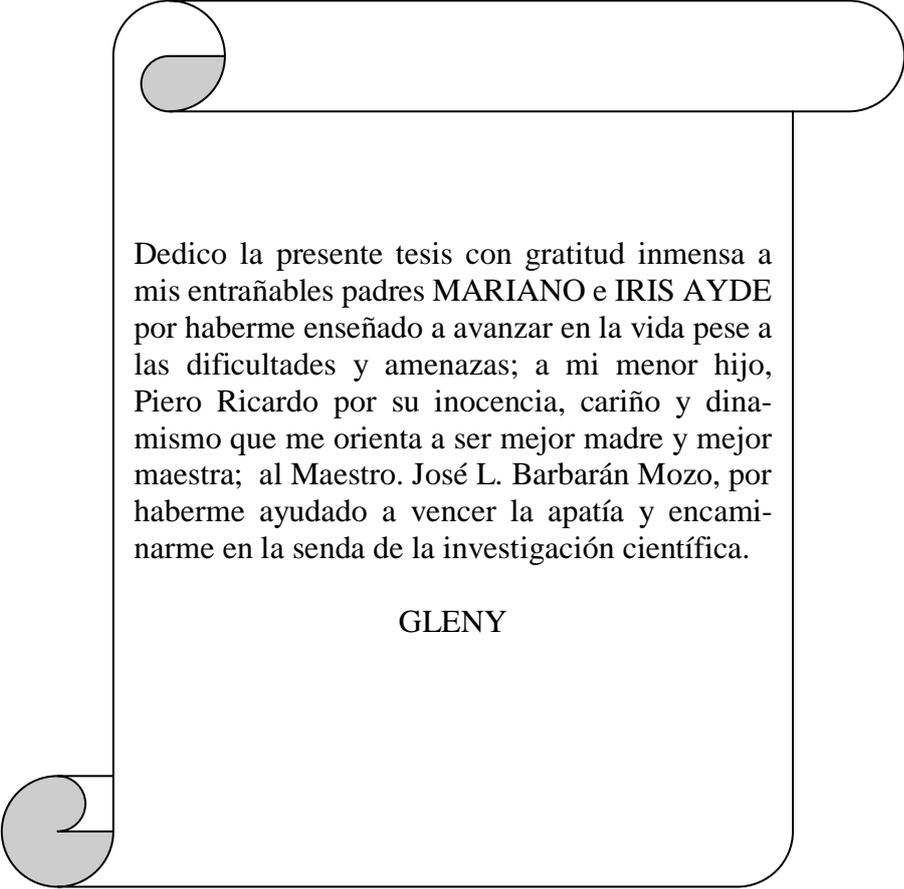 Dedico la presente tesis con gratitud inmensa a
mis entrañables padres MARIANO e IRIS AYDE
por haberme enseñado a avanzar en la vida pese a
las dificultades y amenazas; a mi menor hijo,
Piero Ricardo por su inocencia, cariño y dina-
mismo que me orienta a ser mejor madre y mejor
maestra;  al Maestro. José L. Barbarán Mozo, por
haberme ayudado a vencer la apatía y encami-
narme en la senda de la investigación científica.
GLENY